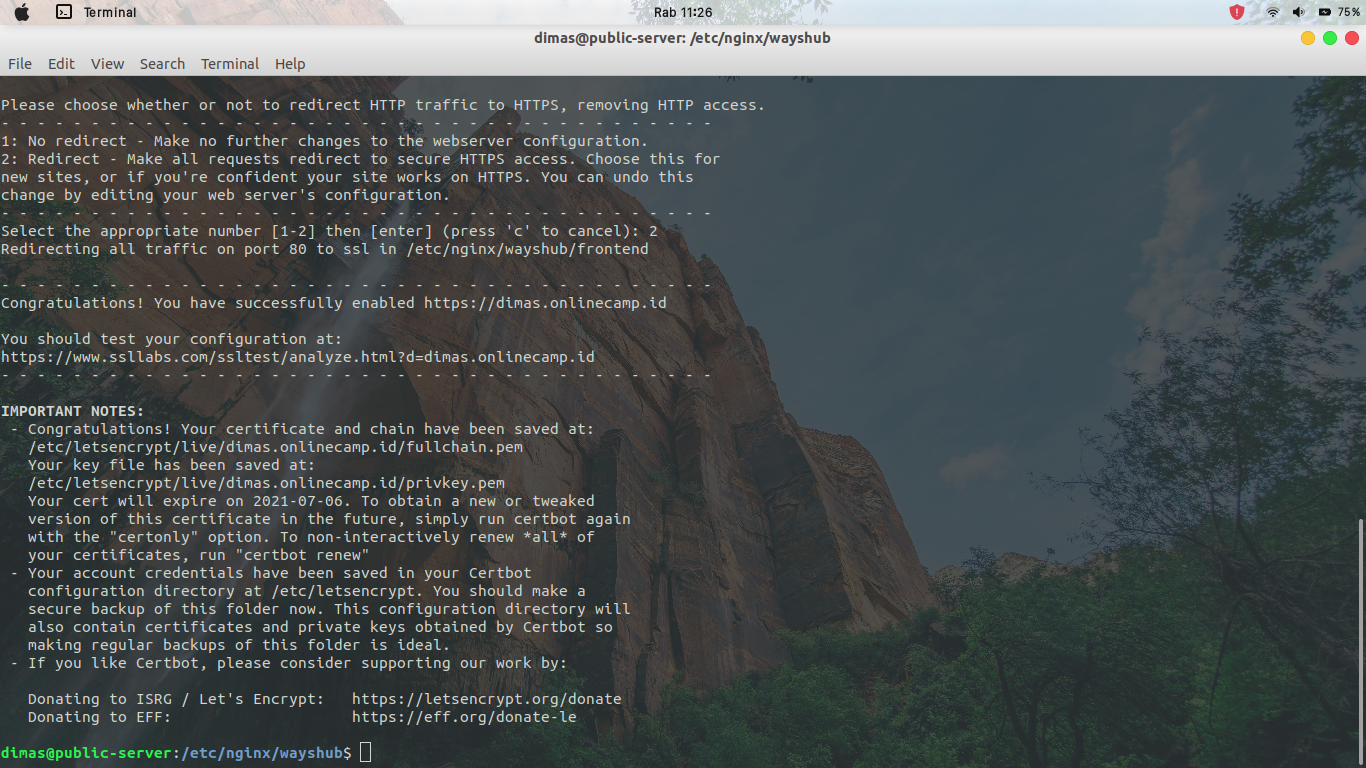 Terminal
Rab 11:26
75%
dimas@public-server: /etc/nginx/wayshub
File Edit View Search Terminal Help
Please choose whether or not to redirect HTTP traffic to HTTPS, removing HTTP access.
- - - - - - - - - - - - - - - - - - - - - - - - - - - - - - - - - - - - - - - -
1: No redirect - Make no further changes to the webserver configuration.
2: Redirect - Make all requests redirect to secure HTTPS access. Choose this for
new sites, or if you're confident your site works on HTTPS. You can undo this
change by editing your web server's configuration.
- - - - - - - - - - - - - - - - - - - - - - - - - - - - - - - - - - - - - - - -
Select the appropriate number [1-2] then [enter] (press 'c' to cancel): 2
Redirecting all traffic on port 80 to ssl in /etc/nginx/wayshub/frontend
- - - - - - - - - - - - - - - - - - - - - - - - - - - - - - - - - - - - - - - -
Congratulations! You have successfully enabled https://dimas.onlinecamp.id
You should test your configuration at:
https://www.ssllabs.com/ssltest/analyze.html?d=dimas.onlinecamp.id
- - - - - - - - - - - - - - - - - - - - - - - - - - - - - - - - - - - - - - - -
IMPORTANT NOTES:
- Congratulations! Your certificate and chain have been saved at:
/etc/letsencrypt/live/dimas.onlinecamp.id/fullchain.pem
Your key file has been saved at:
/etc/letsencrypt/live/dimas.onlinecamp.id/privkey.pem
Your cert will expire on 2021-07-06. To obtain a new or tweaked
version of this certificate in the future, simply run certbot again
with the "certonly" option. To non-interactively renew *all* of
your certificates, run "certbot renew"
- Your account credentials have been saved in your Certbot
configuration directory at /etc/letsencrypt. You should make a
secure backup of this folder now. This configuration directory will
also contain certificates and private keys obtained by Certbot so
making regular backups of this folder is ideal.
- If you like Certbot, please consider supporting our work by:
Donating to ISRG / Let's Encrypt: https://letsencrypt.org/donate
Donating to EFF: https://eff.org/donate-le
dimas@public-server:/etc/nginx/wayshub$